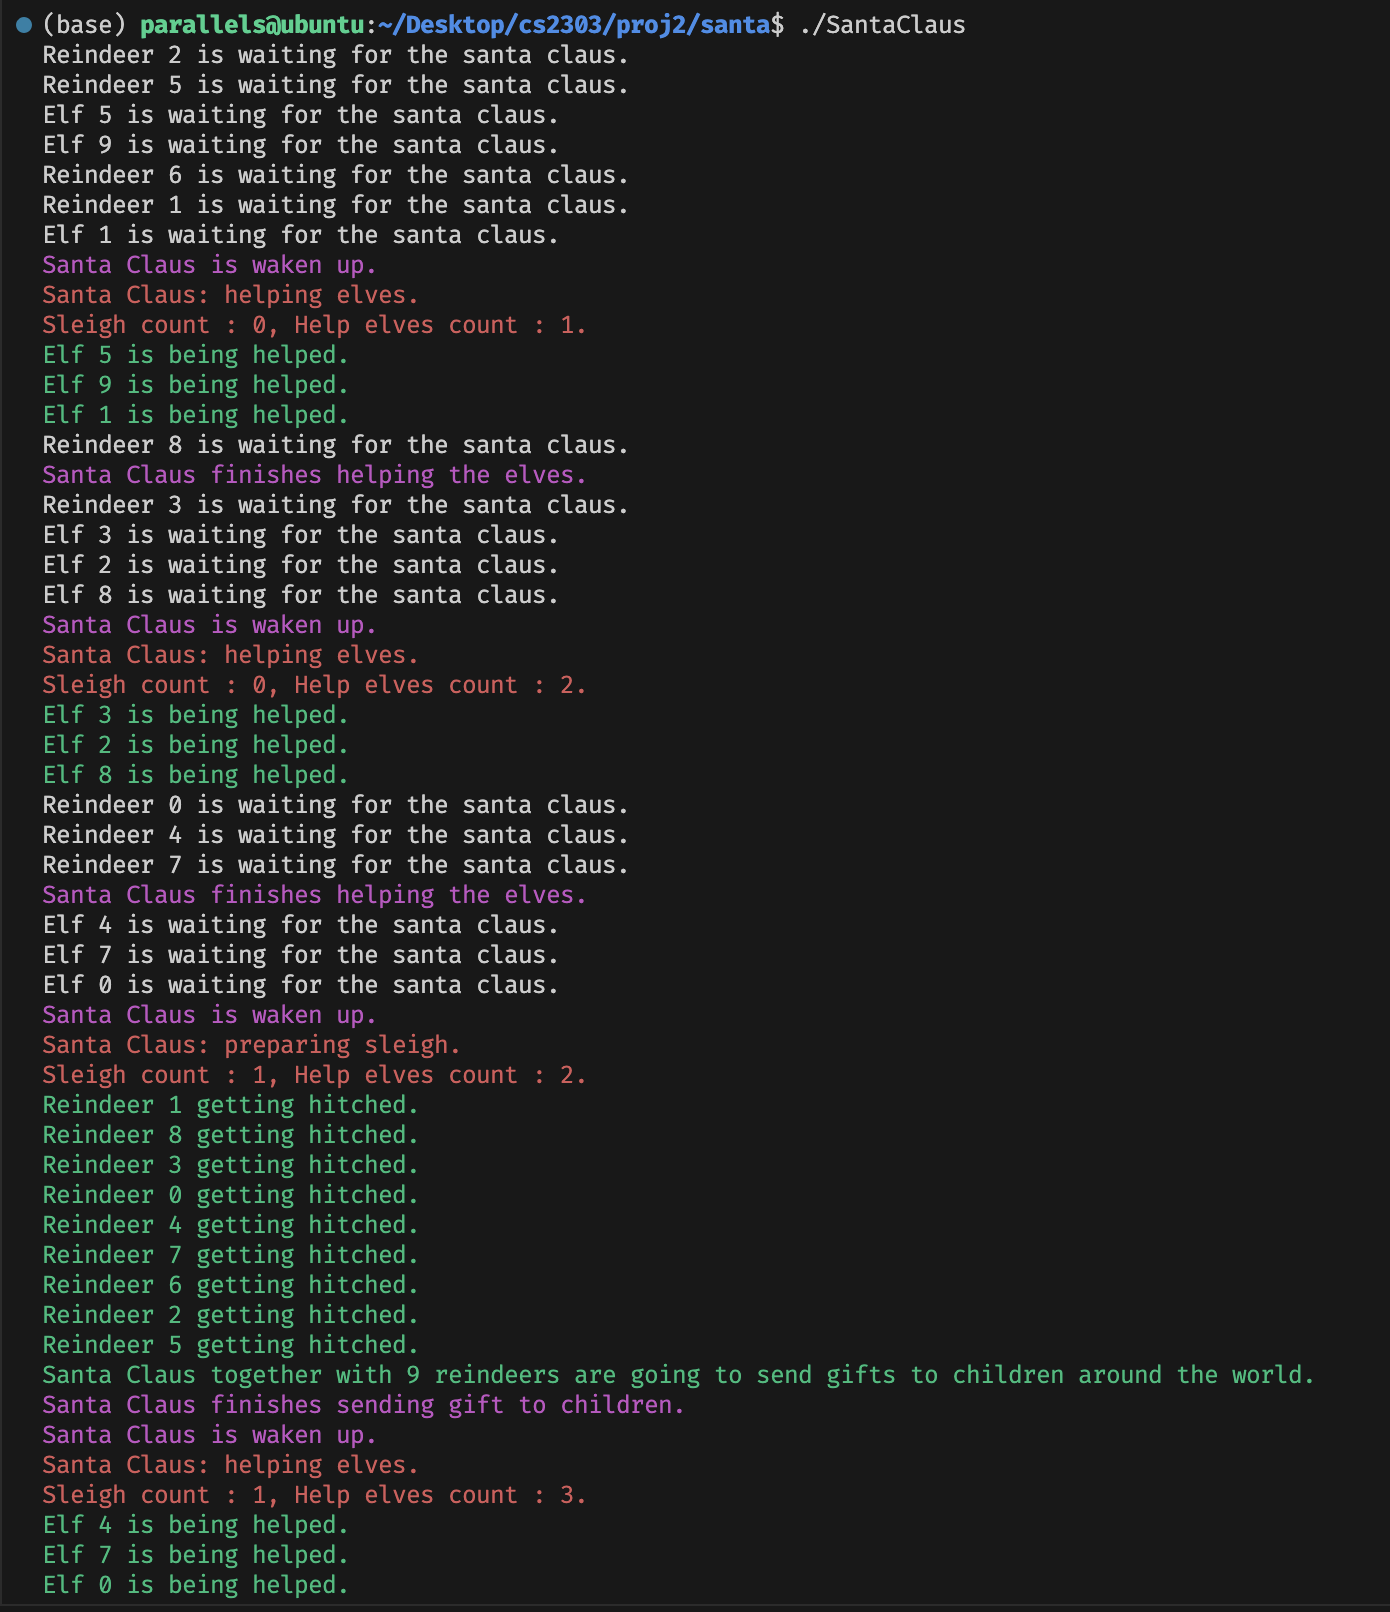 (base) parallels@ubuntu:~/Desktop/cs2303/proj2/santa$ ./SantaClaus
Reindeer 2 is waiting for the santa claus.
Reindeer 5 is waiting for the santa claus.
Elf 5 is waiting for the santa claus.
Elf 9 is waiting for the santa claus.
Reindeer 6 is waiting for the santa claus.
Reindeer 1 is waiting for the santa claus.
Elf 1 is waiting for the santa claus.
Santa Claus is waken up.
Santa Claus: helping elves.
Sleigh count : 0, Help elves count : 1.
Elf 5 is being helped.
Elf 9 is being helped.
Elf 1 is being helped.
Reindeer 8 is waiting for the santa claus.
Santa Claus finishes helping the elves.
Reindeer 3 is waiting for the santa claus.
Elf 3 is waiting for the santa claus.
Elf 2 is waiting for the santa claus.
Elf 8 is waiting for the santa claus.
Santa Claus is waken up.
Santa Claus: helping elves.
Sleigh count : 0, Help elves count : 2.
Elf 3 is being helped.
Elf 2 is being helped.
Elf 8 is being helped.
Reindeer 0 is waiting for the santa claus.
Reindeer 4 is waiting for the santa claus.
Reindeer 7 is waiting for the santa claus.
Santa Claus finishes helping the elves.
Elf 4 is waiting for the santa claus.
Elf 7 is waiting for the santa claus.
Elf 0 is waiting for the santa claus.
Santa Claus is waken up.
Santa Claus: preparing sleigh.
Sleigh count : 1, Help elves count : 2.
Reindeer 1 getting hitched.
Reindeer 8 getting hitched.
Reindeer 3 getting hitched.
Reindeer 0 getting hitched.
Reindeer 4 getting hitched.
Reindeer 7 getting hitched.
Reindeer 6 getting hitched.
Reindeer 2 getting hitched.
Reindeer 5 getting hitched.
Santa Claus together with 9 reindeers are going to send gifts to children around the world.
Santa Claus finishes sending gift to children.
Santa Claus is waken up.
Santa Claus: helping elves.
Sleigh count : 1, Help elves count : 3.
Elf 4 is being helped.
Elf 7 is being helped.
Elf 0 is being helped.